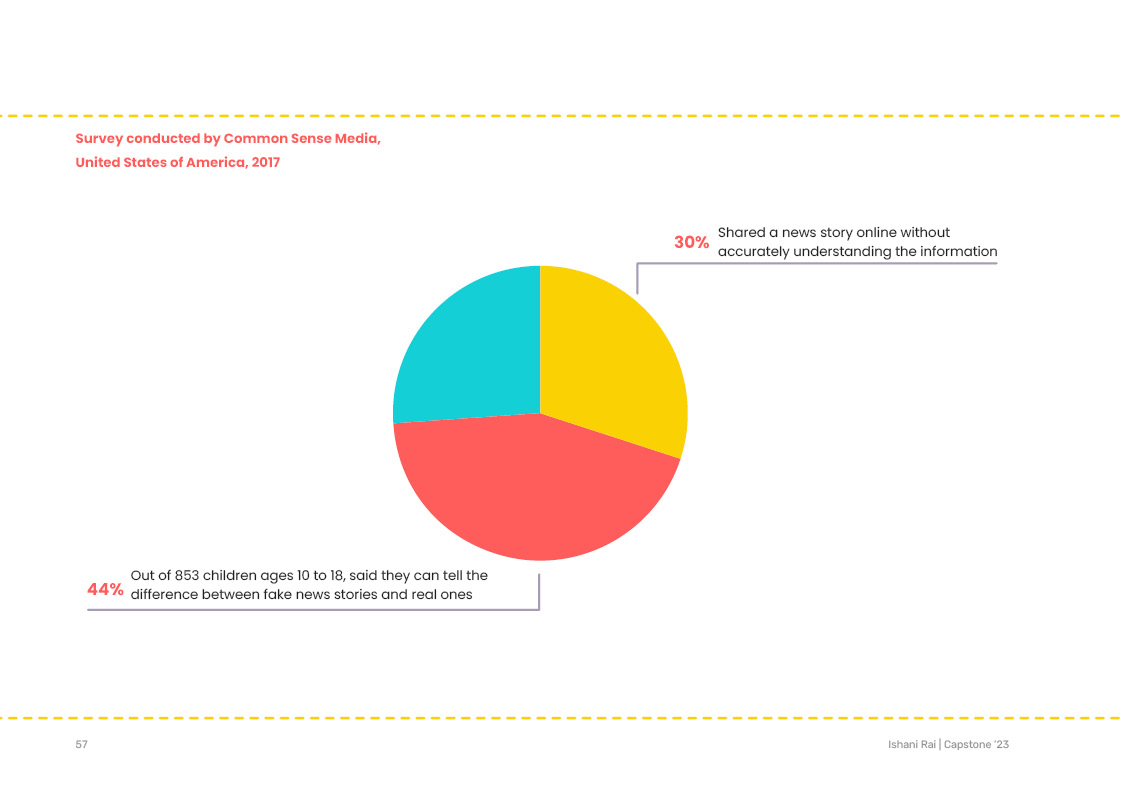 Survey conducted by Common Sense Media,
United States of America, 2017
30%
Shared a news story online without
accurately understanding the information
44%
Out of 853 children ages 10 to 18, said they can tell the
difference between fake news stories and real ones
57
Ishani Rai | Capstone '23